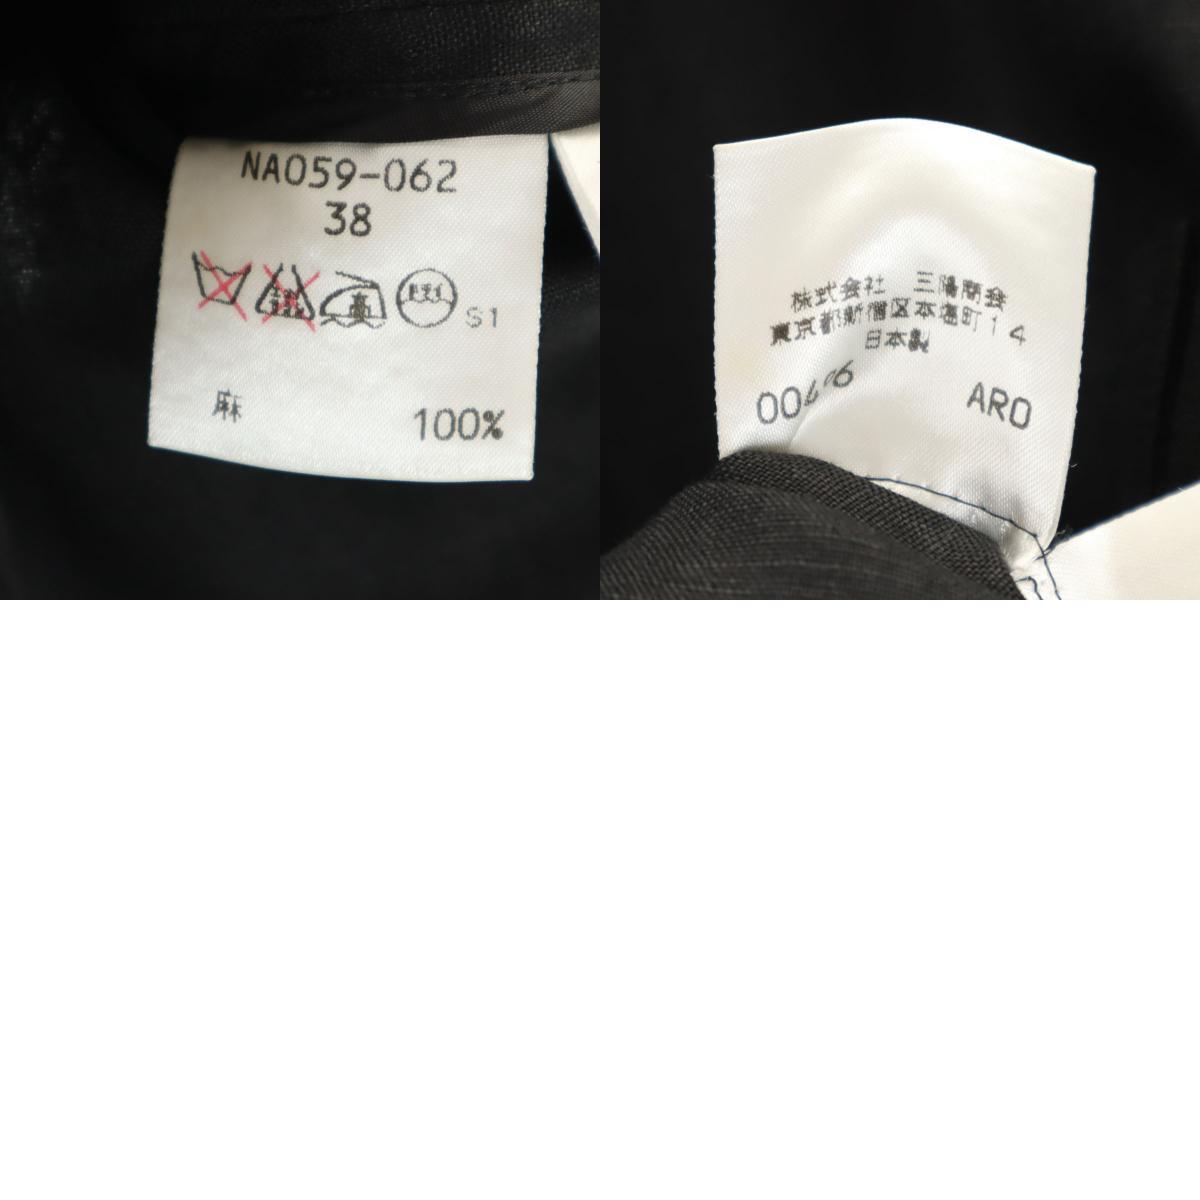 NA059-062
38
S1
麻 100%
株式会社 三陽商会
東京都新宿区本塩町14
日本製
ARO